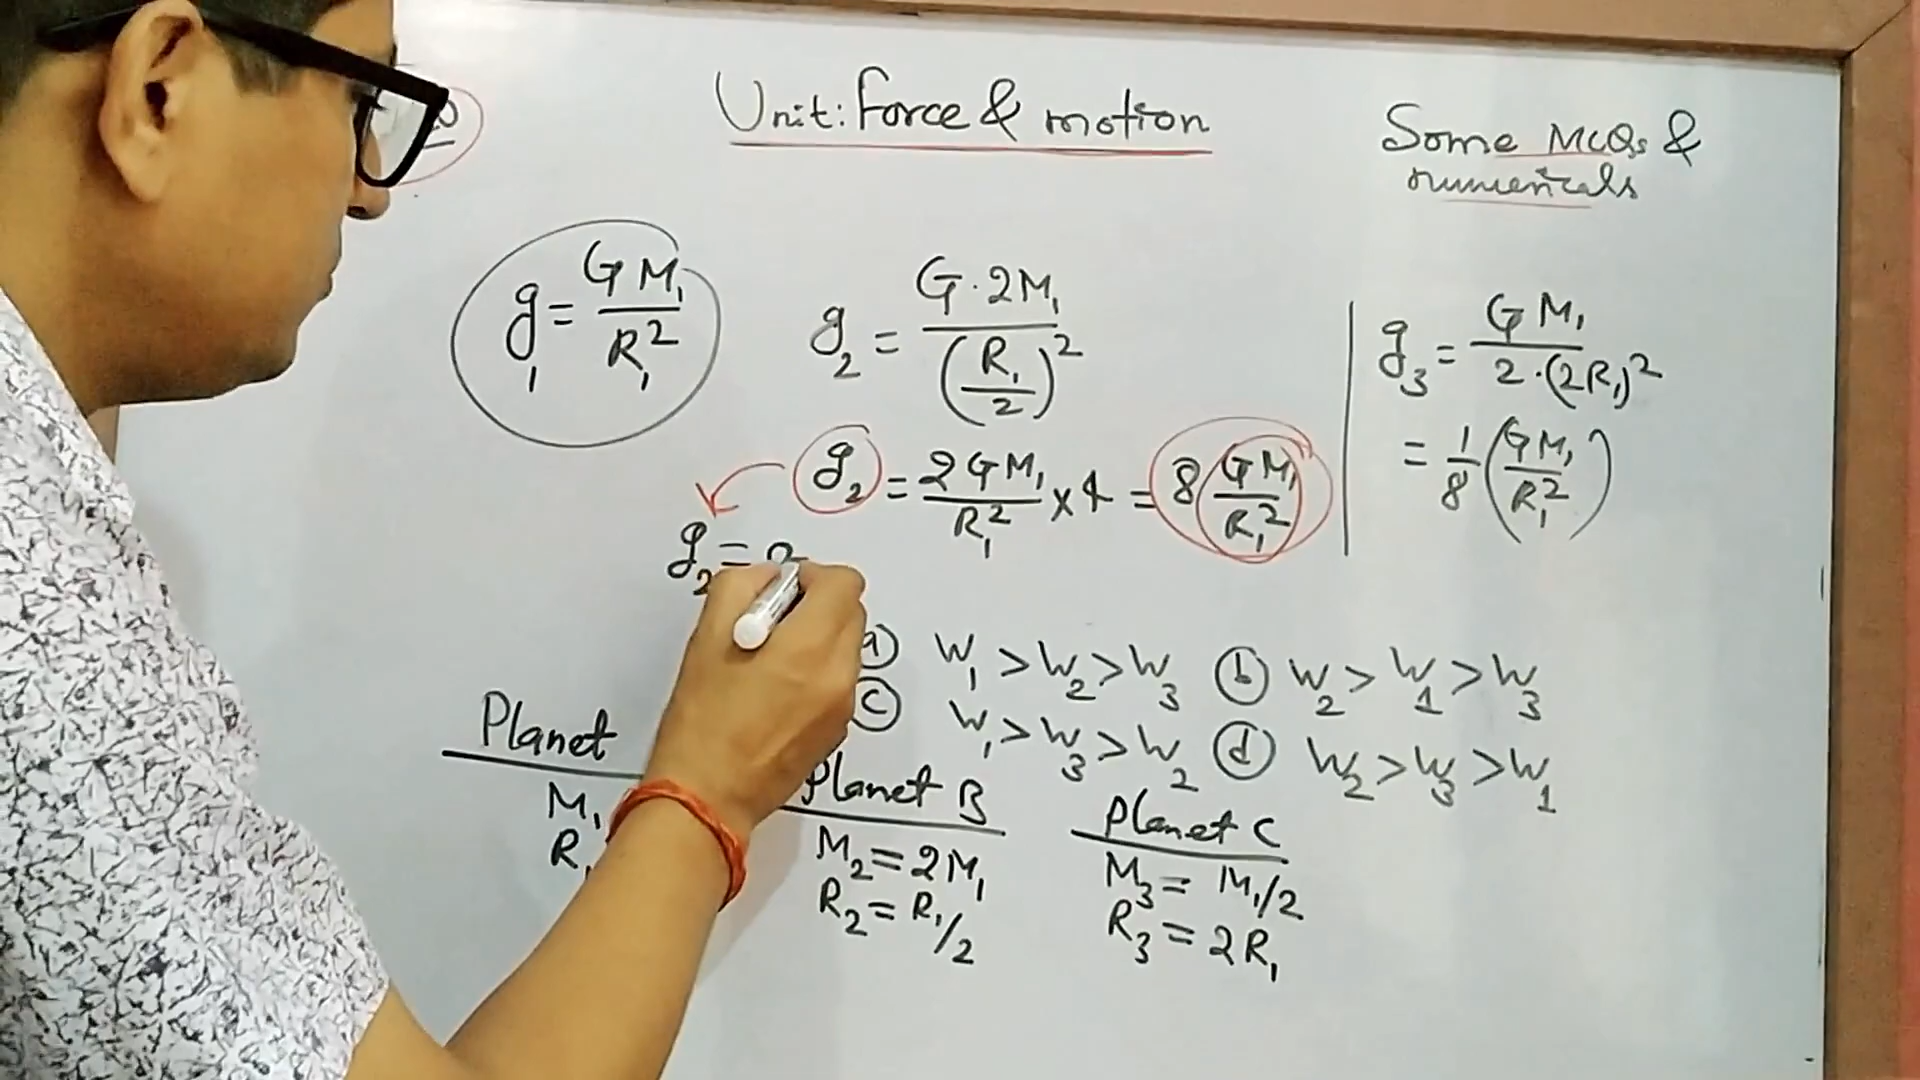 Unit: Force & motion
Some MCQs &
numericals
g₁ = GM₁/R₁²
g₂ = G·2M₁/(R₁/2)²
g₃ = GM₁/2·(2R₁)²
g₂ = 2GM₁/R₁² × 4 = 8 GM₁/R₁²
= 1/8 (GM₁/R₁²)
g₂ =
a) W₁ > W₂ > W₃ (b) W₂ > W₁ > W₃
(c) W₁ > W₃ > W₂ (d) W₂ > W₃ > W₁
Planet
M₁
R₁
Planet B
M₂ = 2M₁
R₂ = R₁/2
Planet C
M₃ = M₁/2
R₃ = 2R₁